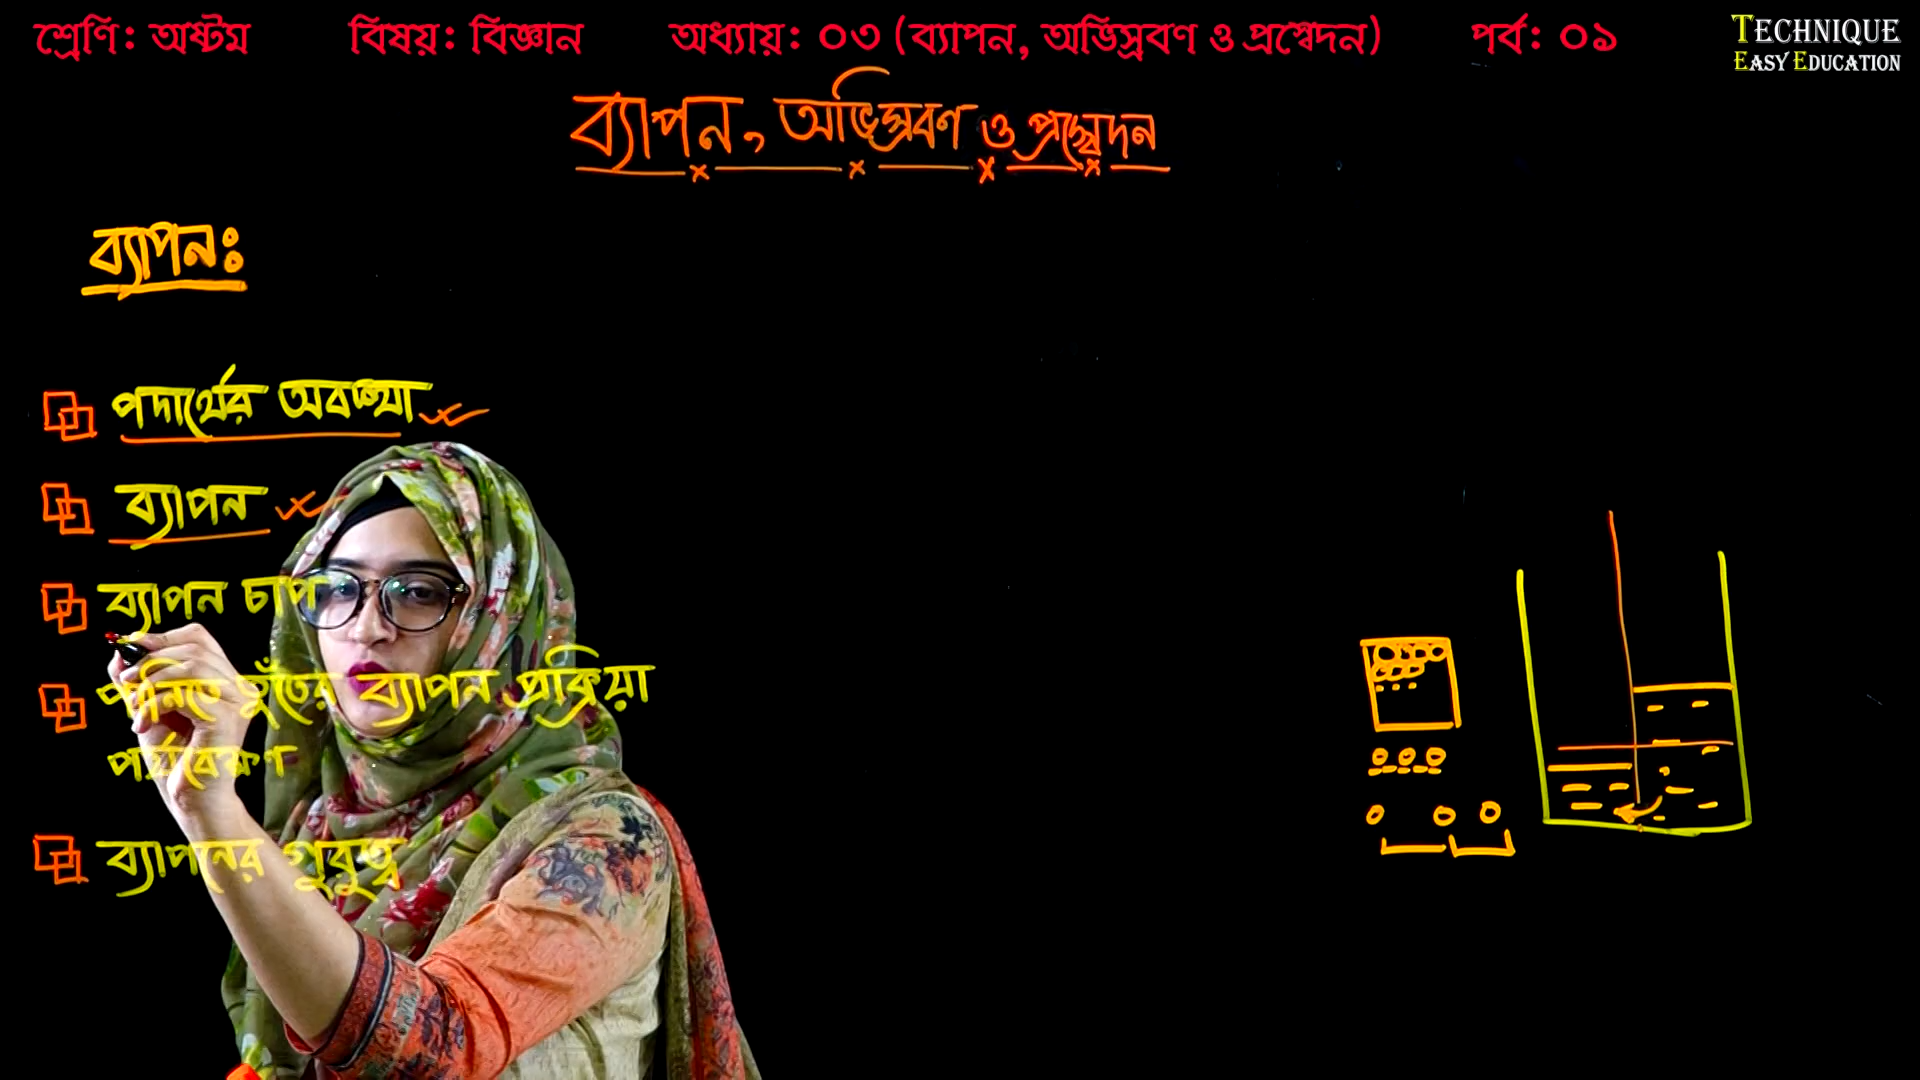 শ্রেণি: অষ্টম বিষয়: বিজ্ঞান অধ্যায়: ০৩ (ব্যাপন, অভিস্রবণ ও প্রস্বেদন) পর্ব: ০১
TECHNIQUE
EASY EDUCATION
ব্যাপন, অভিস্রবণ ও প্রস্বেদন
ব্যাপনঃ
পদার্থের অবস্থা
ব্যাপন
ব্যাপন চাপ
পানিতে তুঁতের ব্যাপন প্রক্রিয়া
পর্যবেক্ষণ
ব্যাপনের গুরুত্ব